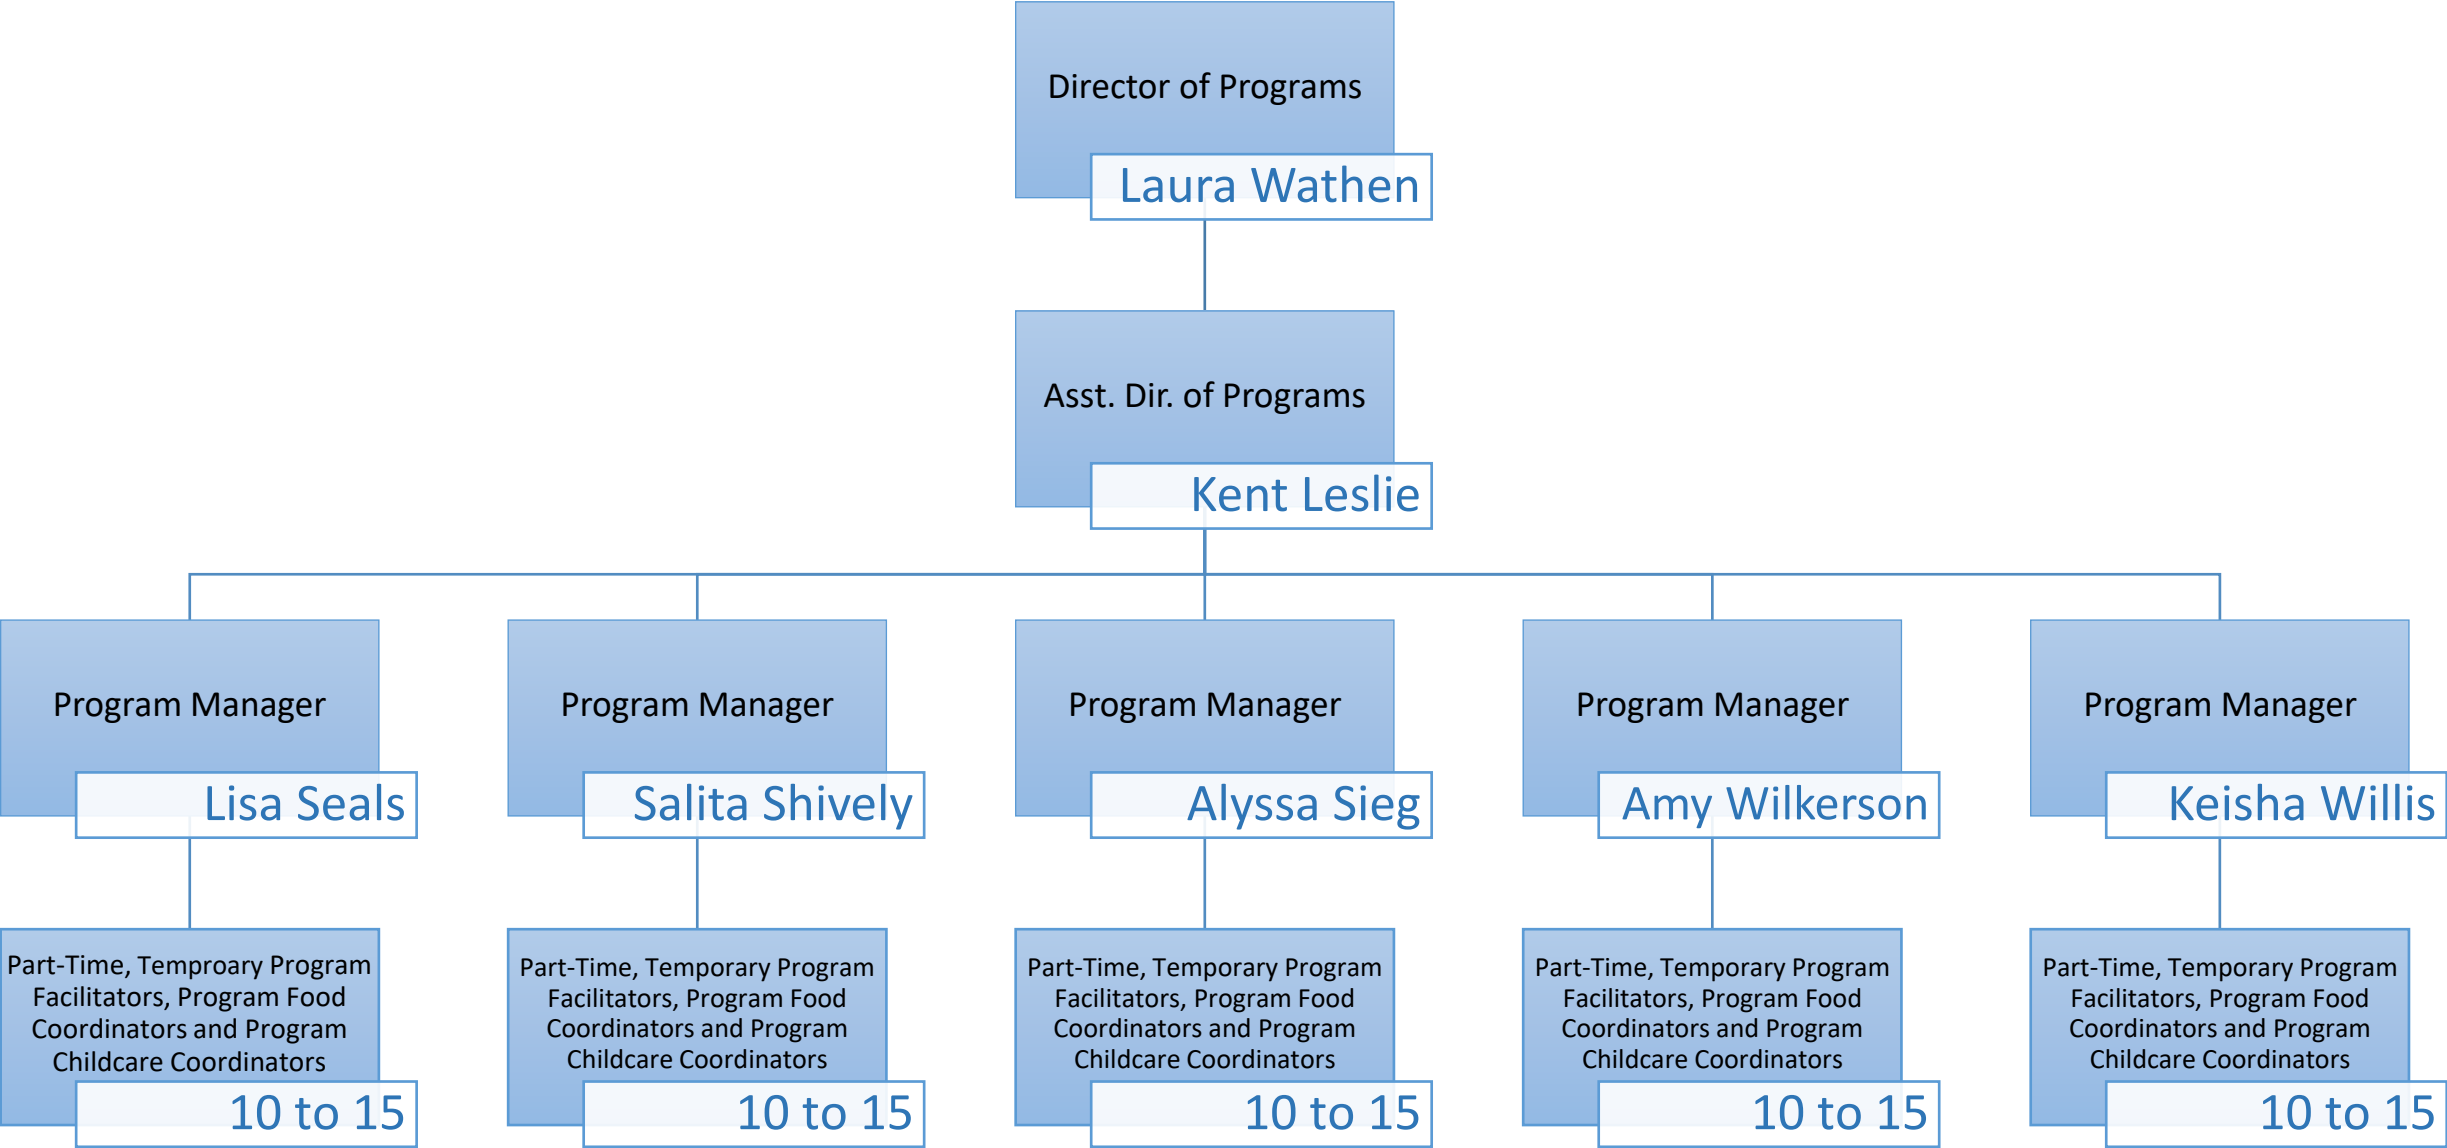 Director of Programs
Laura Wathen
Asst. Dir. of Programs
Kent Leslie
Program Manager
Lisa Seals
Program Manager
Salita Shively
Program Manager
Alyssa Sieg
Program Manager
Amy Wilkerson
Program Manager
Keisha Willis
Part-Time, Temproary Program
Facilitators, Program Food
Coordinators and Program
Childcare Coordinators
10 to 15
Part-Time, Temporary Program
Facilitators, Program Food
Coordinators and Program
Childcare Coordinators
10 to 15
Part-Time, Temporary Program
Facilitators, Program Food
Coordinators and Program
Childcare Coordinators
10 to 15
Part-Time, Temporary Program
Facilitators, Program Food
Coordinators and Program
Childcare Coordinators
10 to 15
Part-Time, Temporary Program
Facilitators, Program Food
Coordinators and Program
Childcare Coordinators
10 to 15